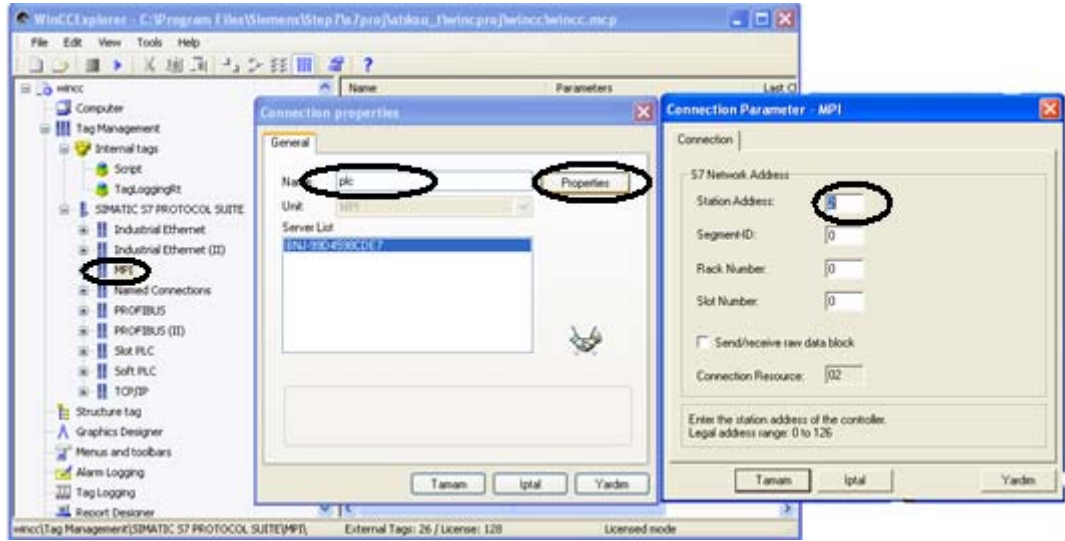 WinCCExplorer - C:\Program Files\Siemens\Step7\s7proj\atikou_t\wincproj\wincc\wincc.mcp
File Edit View Tools Help
wincc
Name Parameters Last C
Computer
Tag Management
Internal tags
Script
TagLoggingRt
SIMATIC S7 PROTOCOL SUITE
Industrial Ethernet
Industrial Ethernet (II)
MPI
Named Connections
PROFIBUS
PROFIBUS (II)
Slot PLC
Soft PLC
TCP/IP
Structure tag
Graphics Designer
Menus and toolbars
Alarm Logging
Tag Logging
Report Designer
wincc\Tag Management\SIMATIC S7 PROTOCOL SUITE\MPI\ External Tags: 26 / License: 128 Licensed mode
Connection properties
General
plc Properties
Unit MPI
Server List
Tamam İptal Yardım
Connection Parameter - MPI
Connection
S7 Network Address
Station Address:
Segment-ID: 0
Rack Number: 0
Slot Number: 0
Send/receive raw data block
Connection Resource: 02
Enter the station address of the controller.
Legal address range: 0 to 126
Tamam İptal Yardım